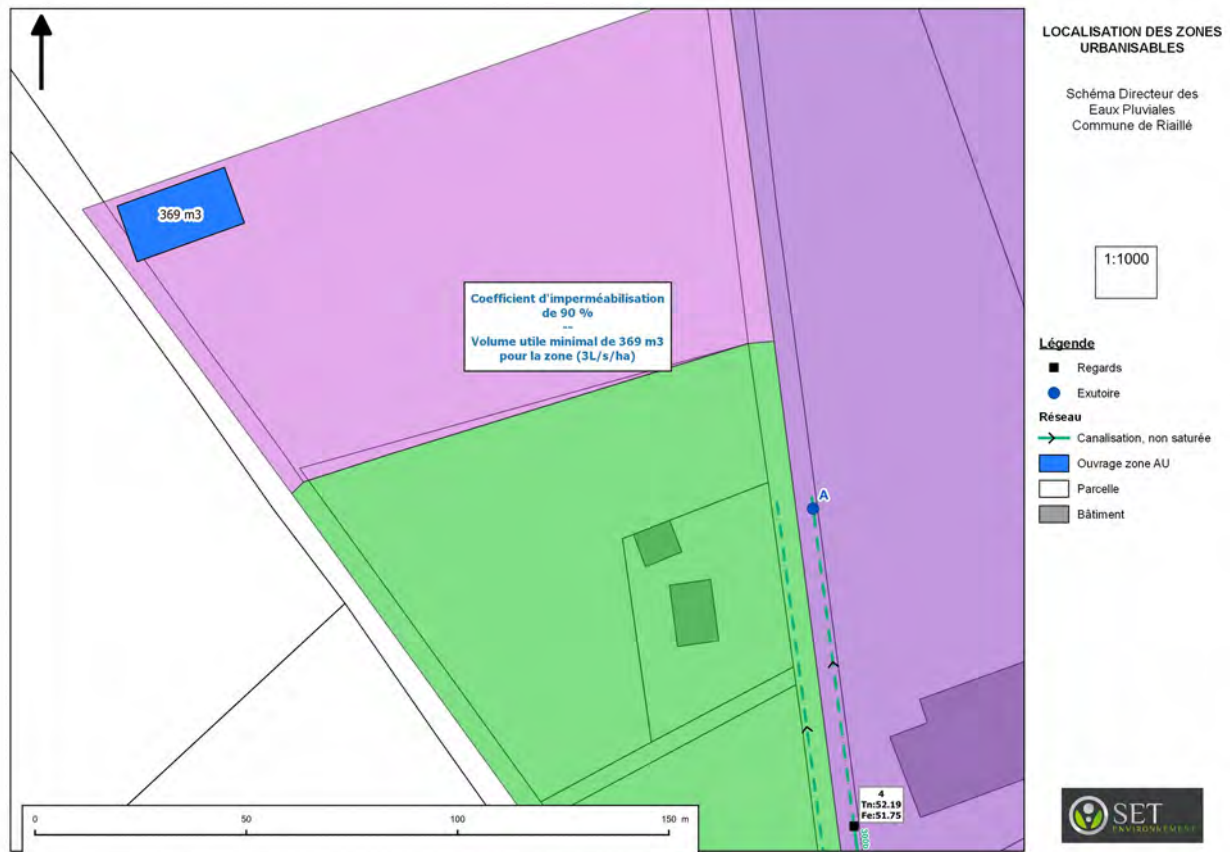 LOCALISATION DES ZONES
URBANISABLES
Schéma Directeur des
Eaux Pluviales
Commune de Riaillé
1:1000
Légende
Regards
Exutoire
Réseau
Canalisation, non saturée
Ouvrage zone AU
Parcelle
Bâtiment
369 m3
Coefficient d'imperméabilisation
de 90 %
--
Volume utile minimal de 369 m3
pour la zone (3L/s/ha)
A
4
Tn:52.19
Fe:51.75
0 50 100 150 m
SET
ENVIRONNEMENT